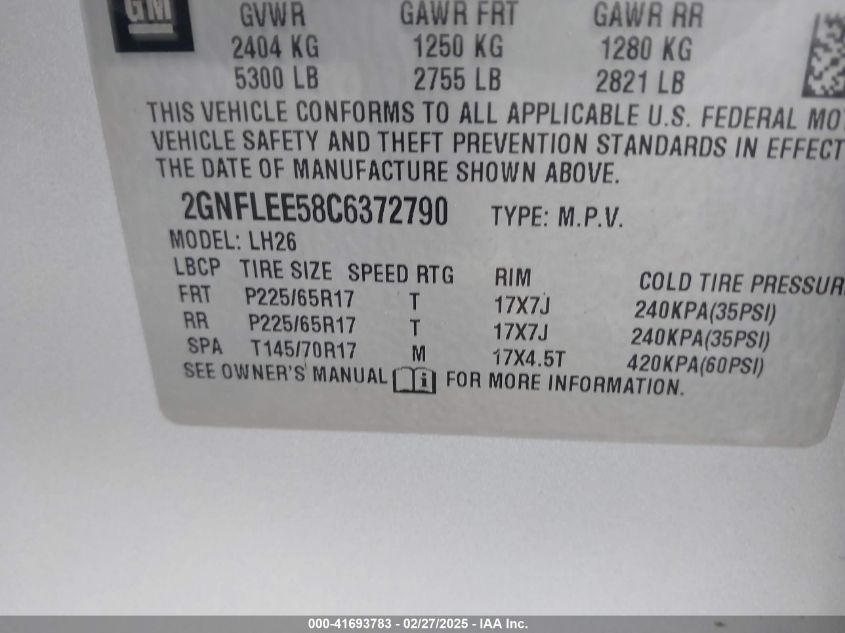 GM
GVWR GAWR FRT GAWR RR
2404 KG 1250 KG 1280 KG
5300 LB 2755 LB 2821 LB
THIS VEHICLE CONFORMS TO ALL APPLICABLE U.S. FEDERAL MO
VEHICLE SAFETY AND THEFT PREVENTION STANDARDS IN EFFECT
THE DATE OF MANUFACTURE SHOWN ABOVE.
2GNFLEE58C6372790 TYPE: M.P.V.
MODEL: LH26
LBCP TIRE SIZE SPEED RTG RIM COLD TIRE PRESSUR
FRT P225/65R17 T 17X7J 240KPA(35PSI)
RR P225/65R17 T 17X7J 240KPA(35PSI)
SPA T145/70R17 M 17X4.5T 420KPA(60PSI)
SEE OWNER'S MANUAL i FOR MORE INFORMATION.
000-41693783 - 02/27/2025 - IAA Inc.